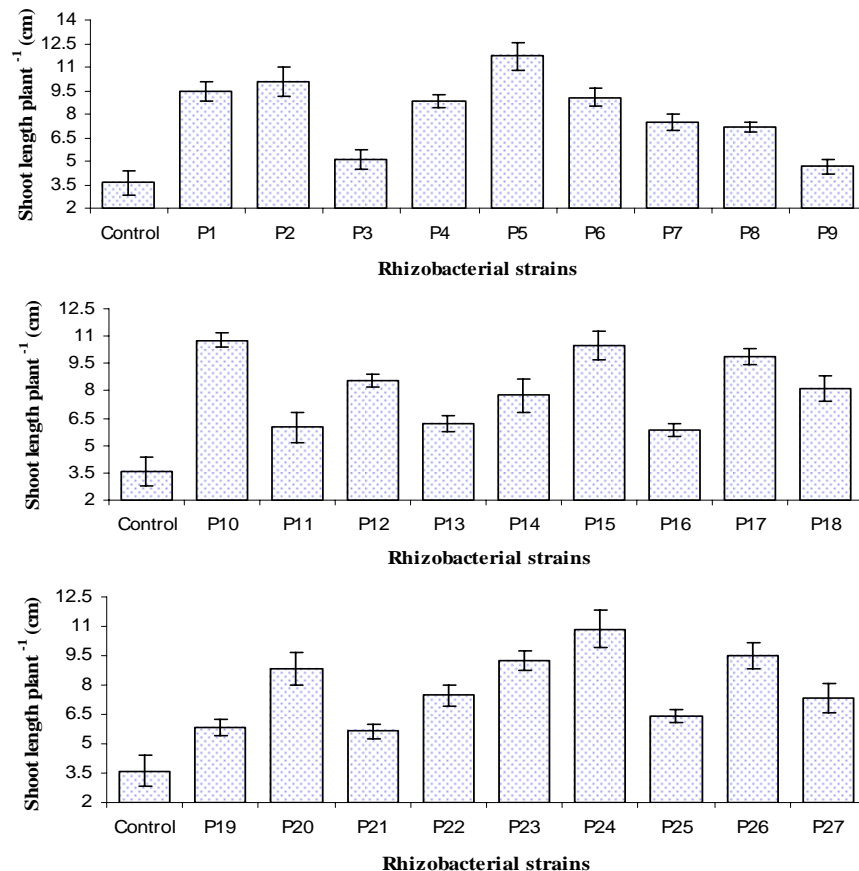 Shoot length plant -1 (cm)
14
12.5
11
9.5
8
6.5
5
3.5
2
Control P1 P2 P3 P4 P5 P6 P7 P8 P9
Rhizobacterial strains
Shoot length plant -1 (cm)
12.5
11
9.5
8
6.5
5
3.5
2
Control P10 P11 P12 P13 P14 P15 P16 P17 P18
Rhizobacterial strains
Shoot length plant -1 (cm)
12.5
11
9.5
8
6.5
5
3.5
2
Control P19 P20 P21 P22 P23 P24 P25 P26 P27
Rhizobacterial strains